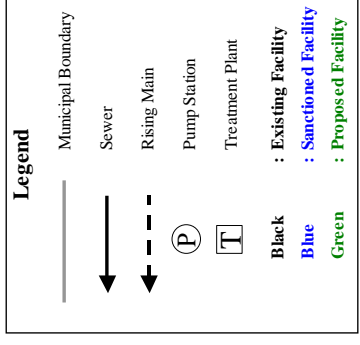 Legend
Municipal Boundary
Sewer
Rising Main
P Pump Station
T Treatment Plant
Black : Existing Facility
Blue : Sanctioned Facility
Green : Proposed Facility